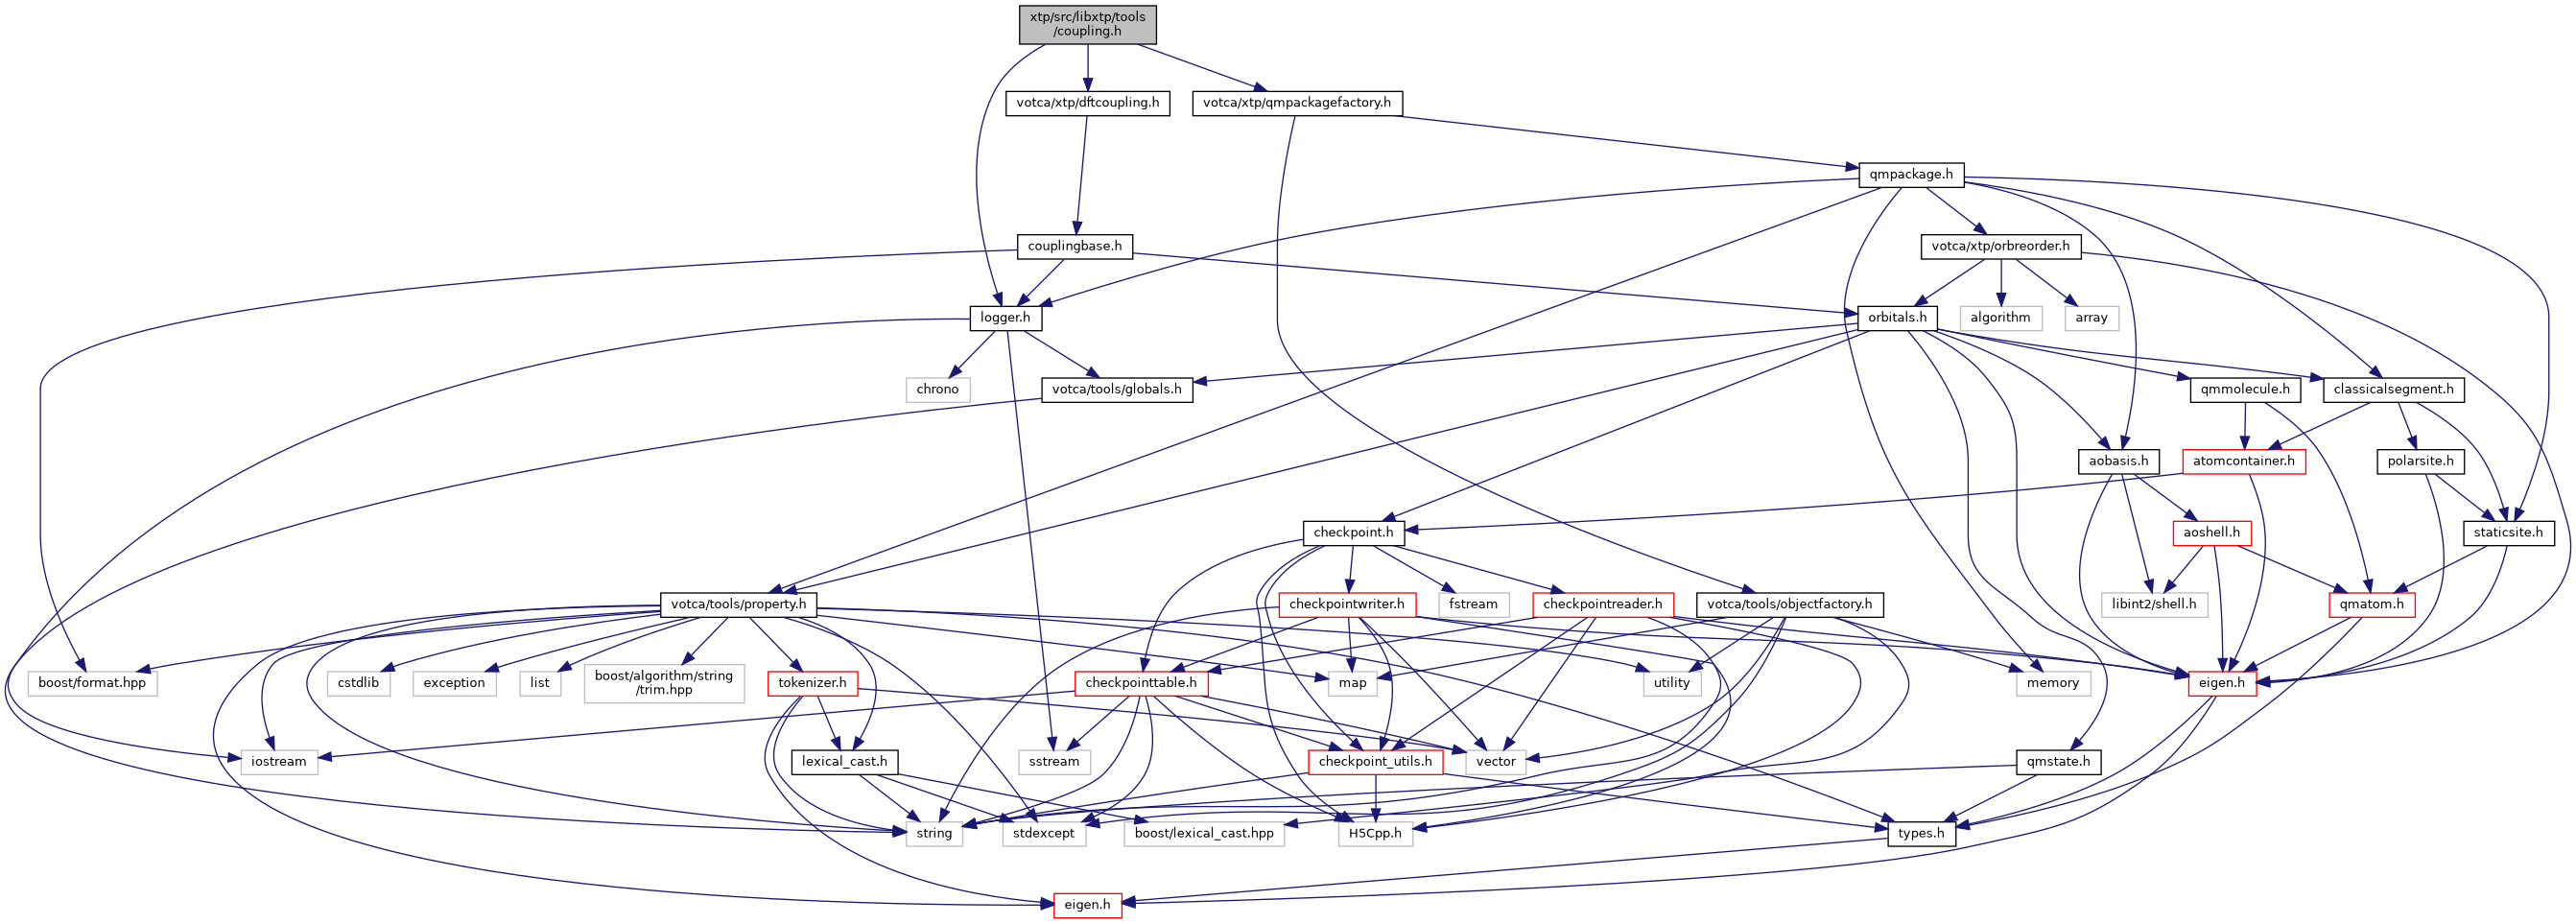 xtp/src/libxtp/tools
/coupling.h
votca/xtp/dftcoupling.h
votca/xtp/qmpackagefactory.h
qmpackage.h
couplingbase.h
votca/xtp/orbreorder.h
logger.h
orbitals.h
algorithm
array
chrono
votca/tools/globals.h
qmmolecule.h
classicalsegment.h
aobasis.h
atomcontainer.h
polarsite.h
checkpoint.h
aoshell.h
staticsite.h
votca/tools/property.h
checkpointwriter.h
fstream
checkpointreader.h
votca/tools/objectfactory.h
libint2/shell.h
qmatom.h
boost/format.hpp
cstdlib
exception
list
boost/algorithm/string
/trim.hpp
tokenizer.h
checkpointtable.h
map
utility
memory
eigen.h
iostream
lexical_cast.h
sstream
checkpoint_utils.h
vector
qmstate.h
string
stdexcept
boost/lexical_cast.hpp
H5Cpp.h
types.h
eigen.h